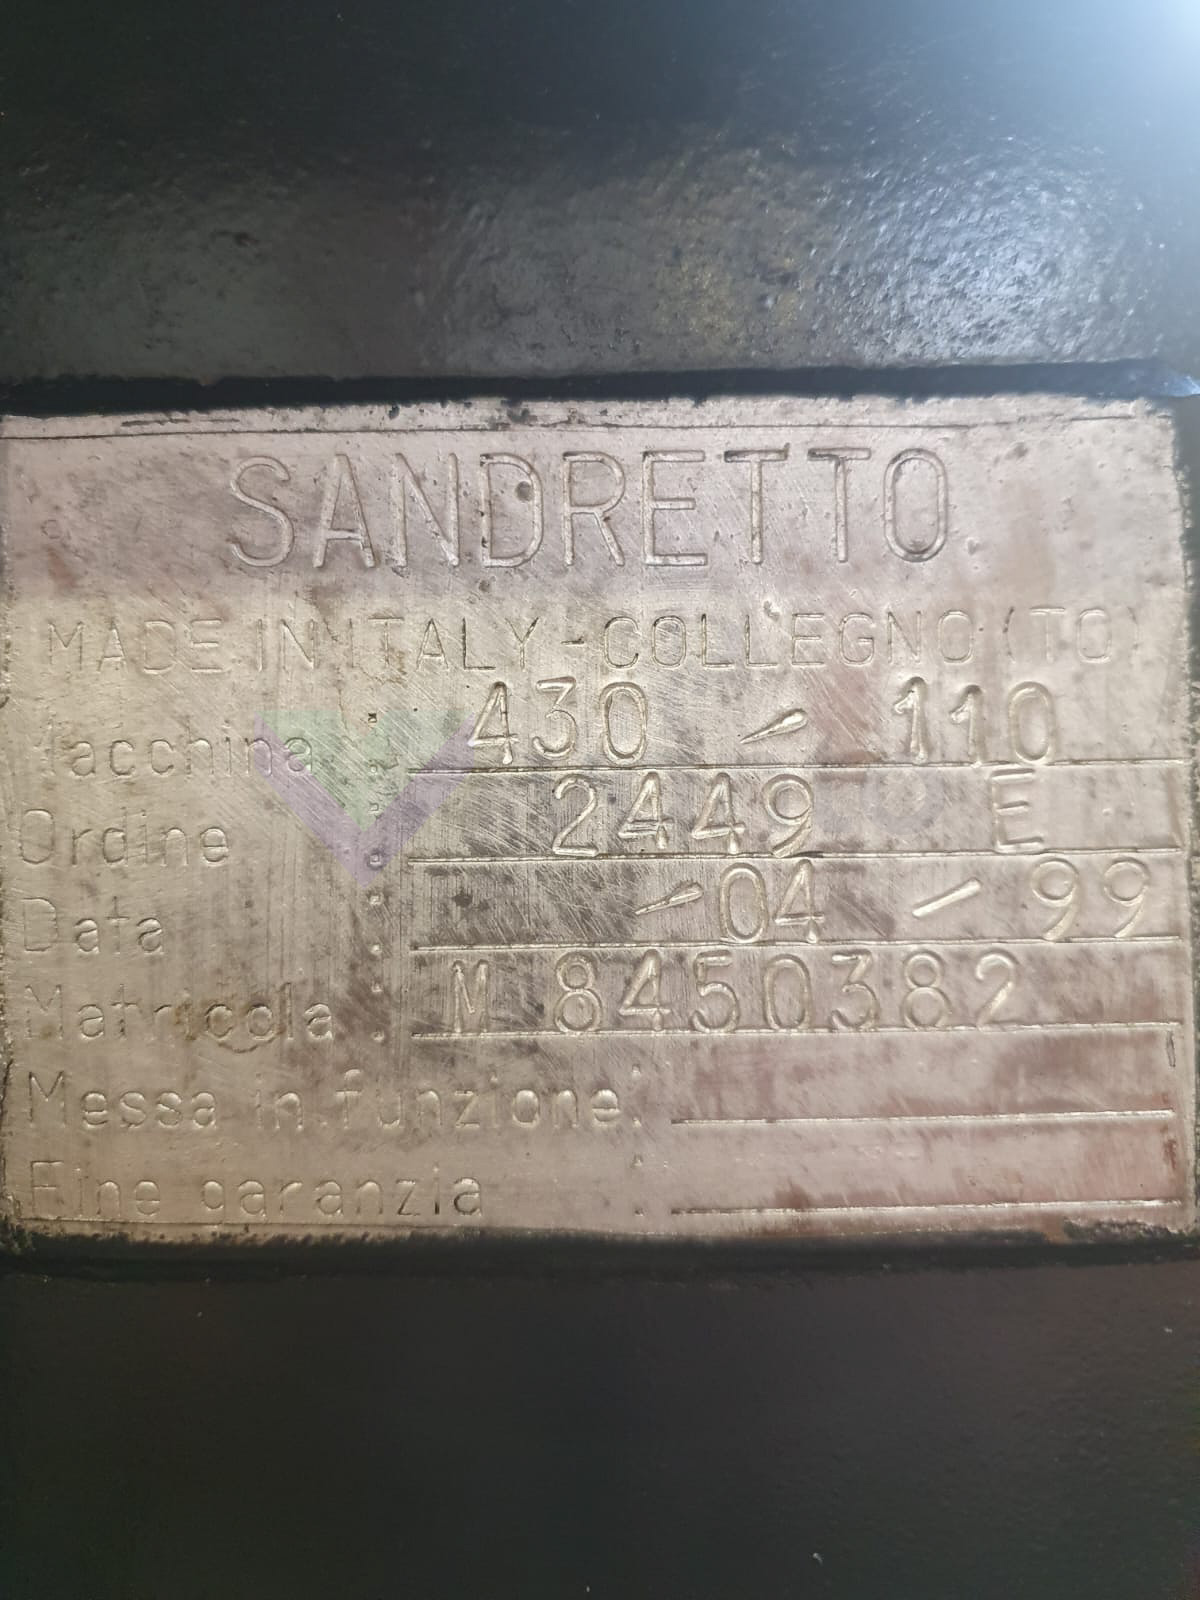 SANDRETTO
MADE IN ITALY - COLLEGNO (TO)
Macchina : 430 - 110
Ordine : 2449 E
Data : - 04 - 99
Matricola : M 8450382
Messa in funzione :
Fine garanzia :